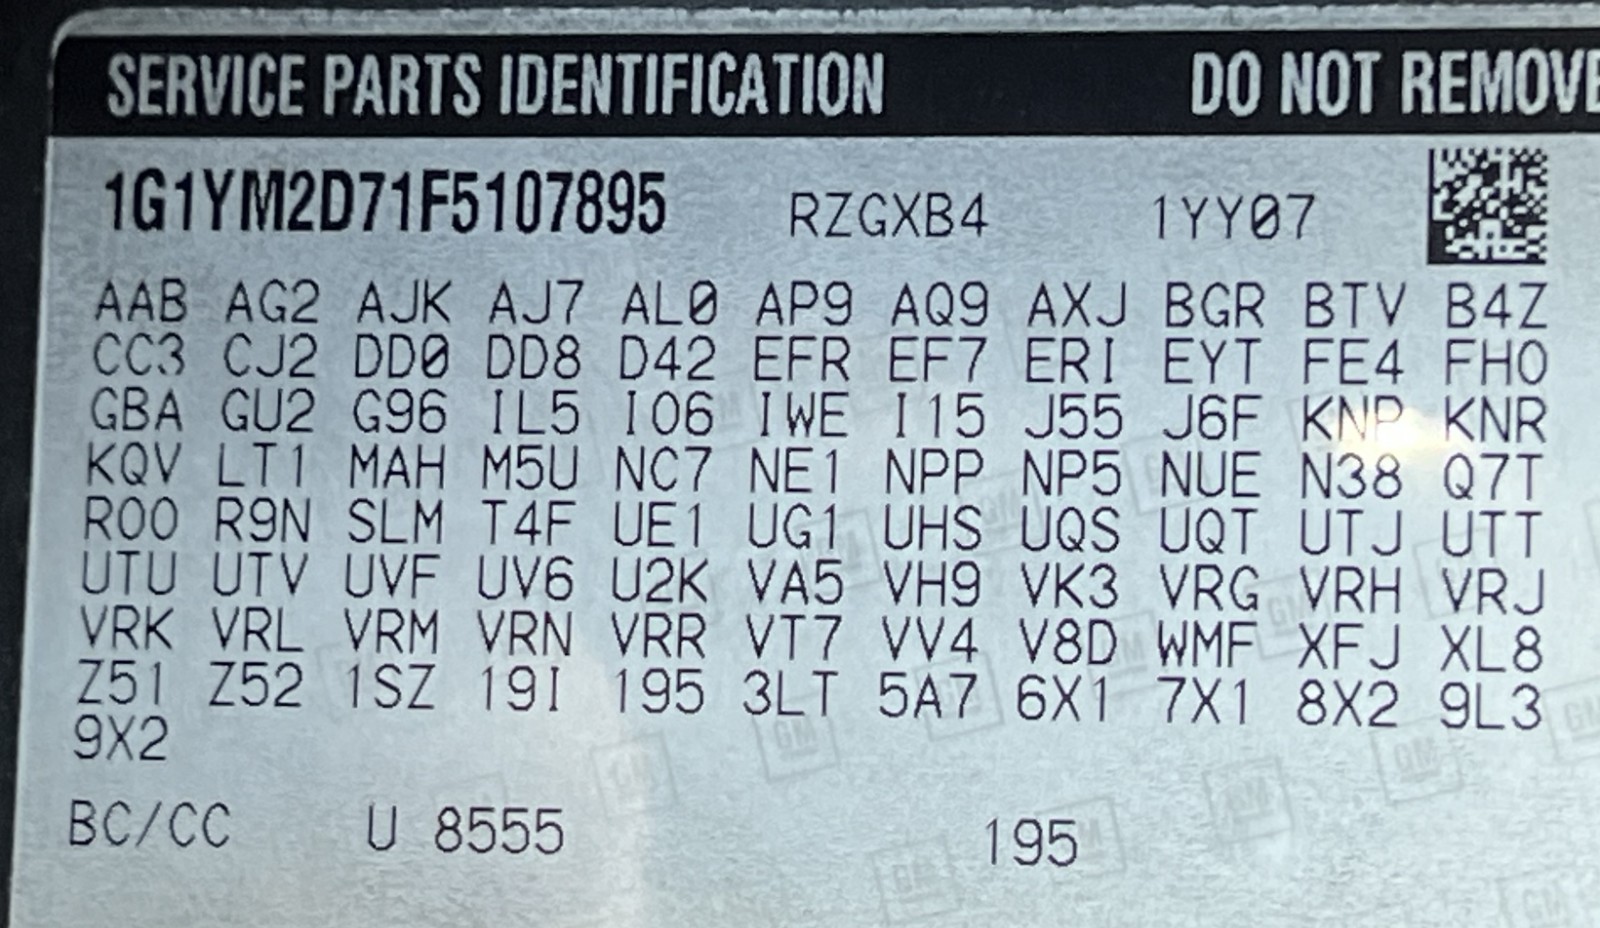 SERVICE PARTS IDENTIFICATION DO NOT REMOVE
1G1YM2D71F5107895 RZGXB4 1YY07
AAB AG2 AJK AJ7 AL0 AP9 AQ9 AXJ BGR BTV B4Z
CC3 CJ2 DD0 DD8 D42 EFR EF7 ERI EYT FE4 FHO
GBA GU2 G96 IL5 IO6 IWE I15 J55 J6F KNP KNR
KQV LT1 MAH M5U NC7 NE1 NPP NP5 NUE N38 Q7T
ROO R9N SLM T4F UE1 UG1 UHS UQS UQT UTJ UTT
UTU UTV UVF UV6 U2K VA5 VH9 VK3 VRG VRH VRJ
VRK VRL VRM VRN VRR VT7 VV4 V8D WMF XFJ XL8
Z51 Z52 1SZ 19I 195 3LT 5A7 6X1 7X1 8X2 9L3
9X2
BC/CC U 8555 195